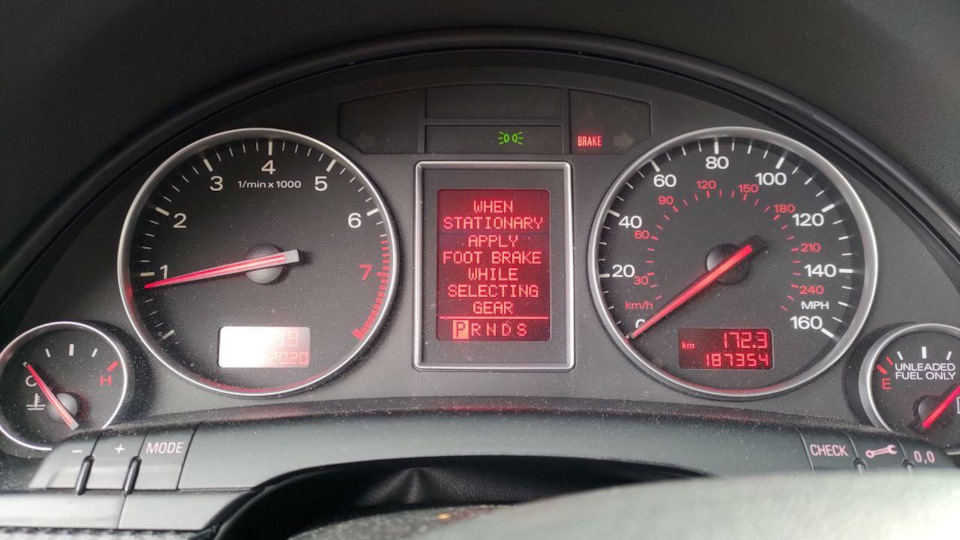 1/min x 1000
1
2
3
4
5
6
7
2020
C
H
BRAKE
WHEN
STATIONARY
APPLY
FOOT BRAKE
WHILE
SELECTING
GEAR
PRNDS
0
20
40
60
80
100
120
140
160
MPH
30
60
90
120
150
180
210
240
km/h
km 172.3
187354
UNLEADED
FUEL ONLY
E
-
+
MODE
CHECK
0,0